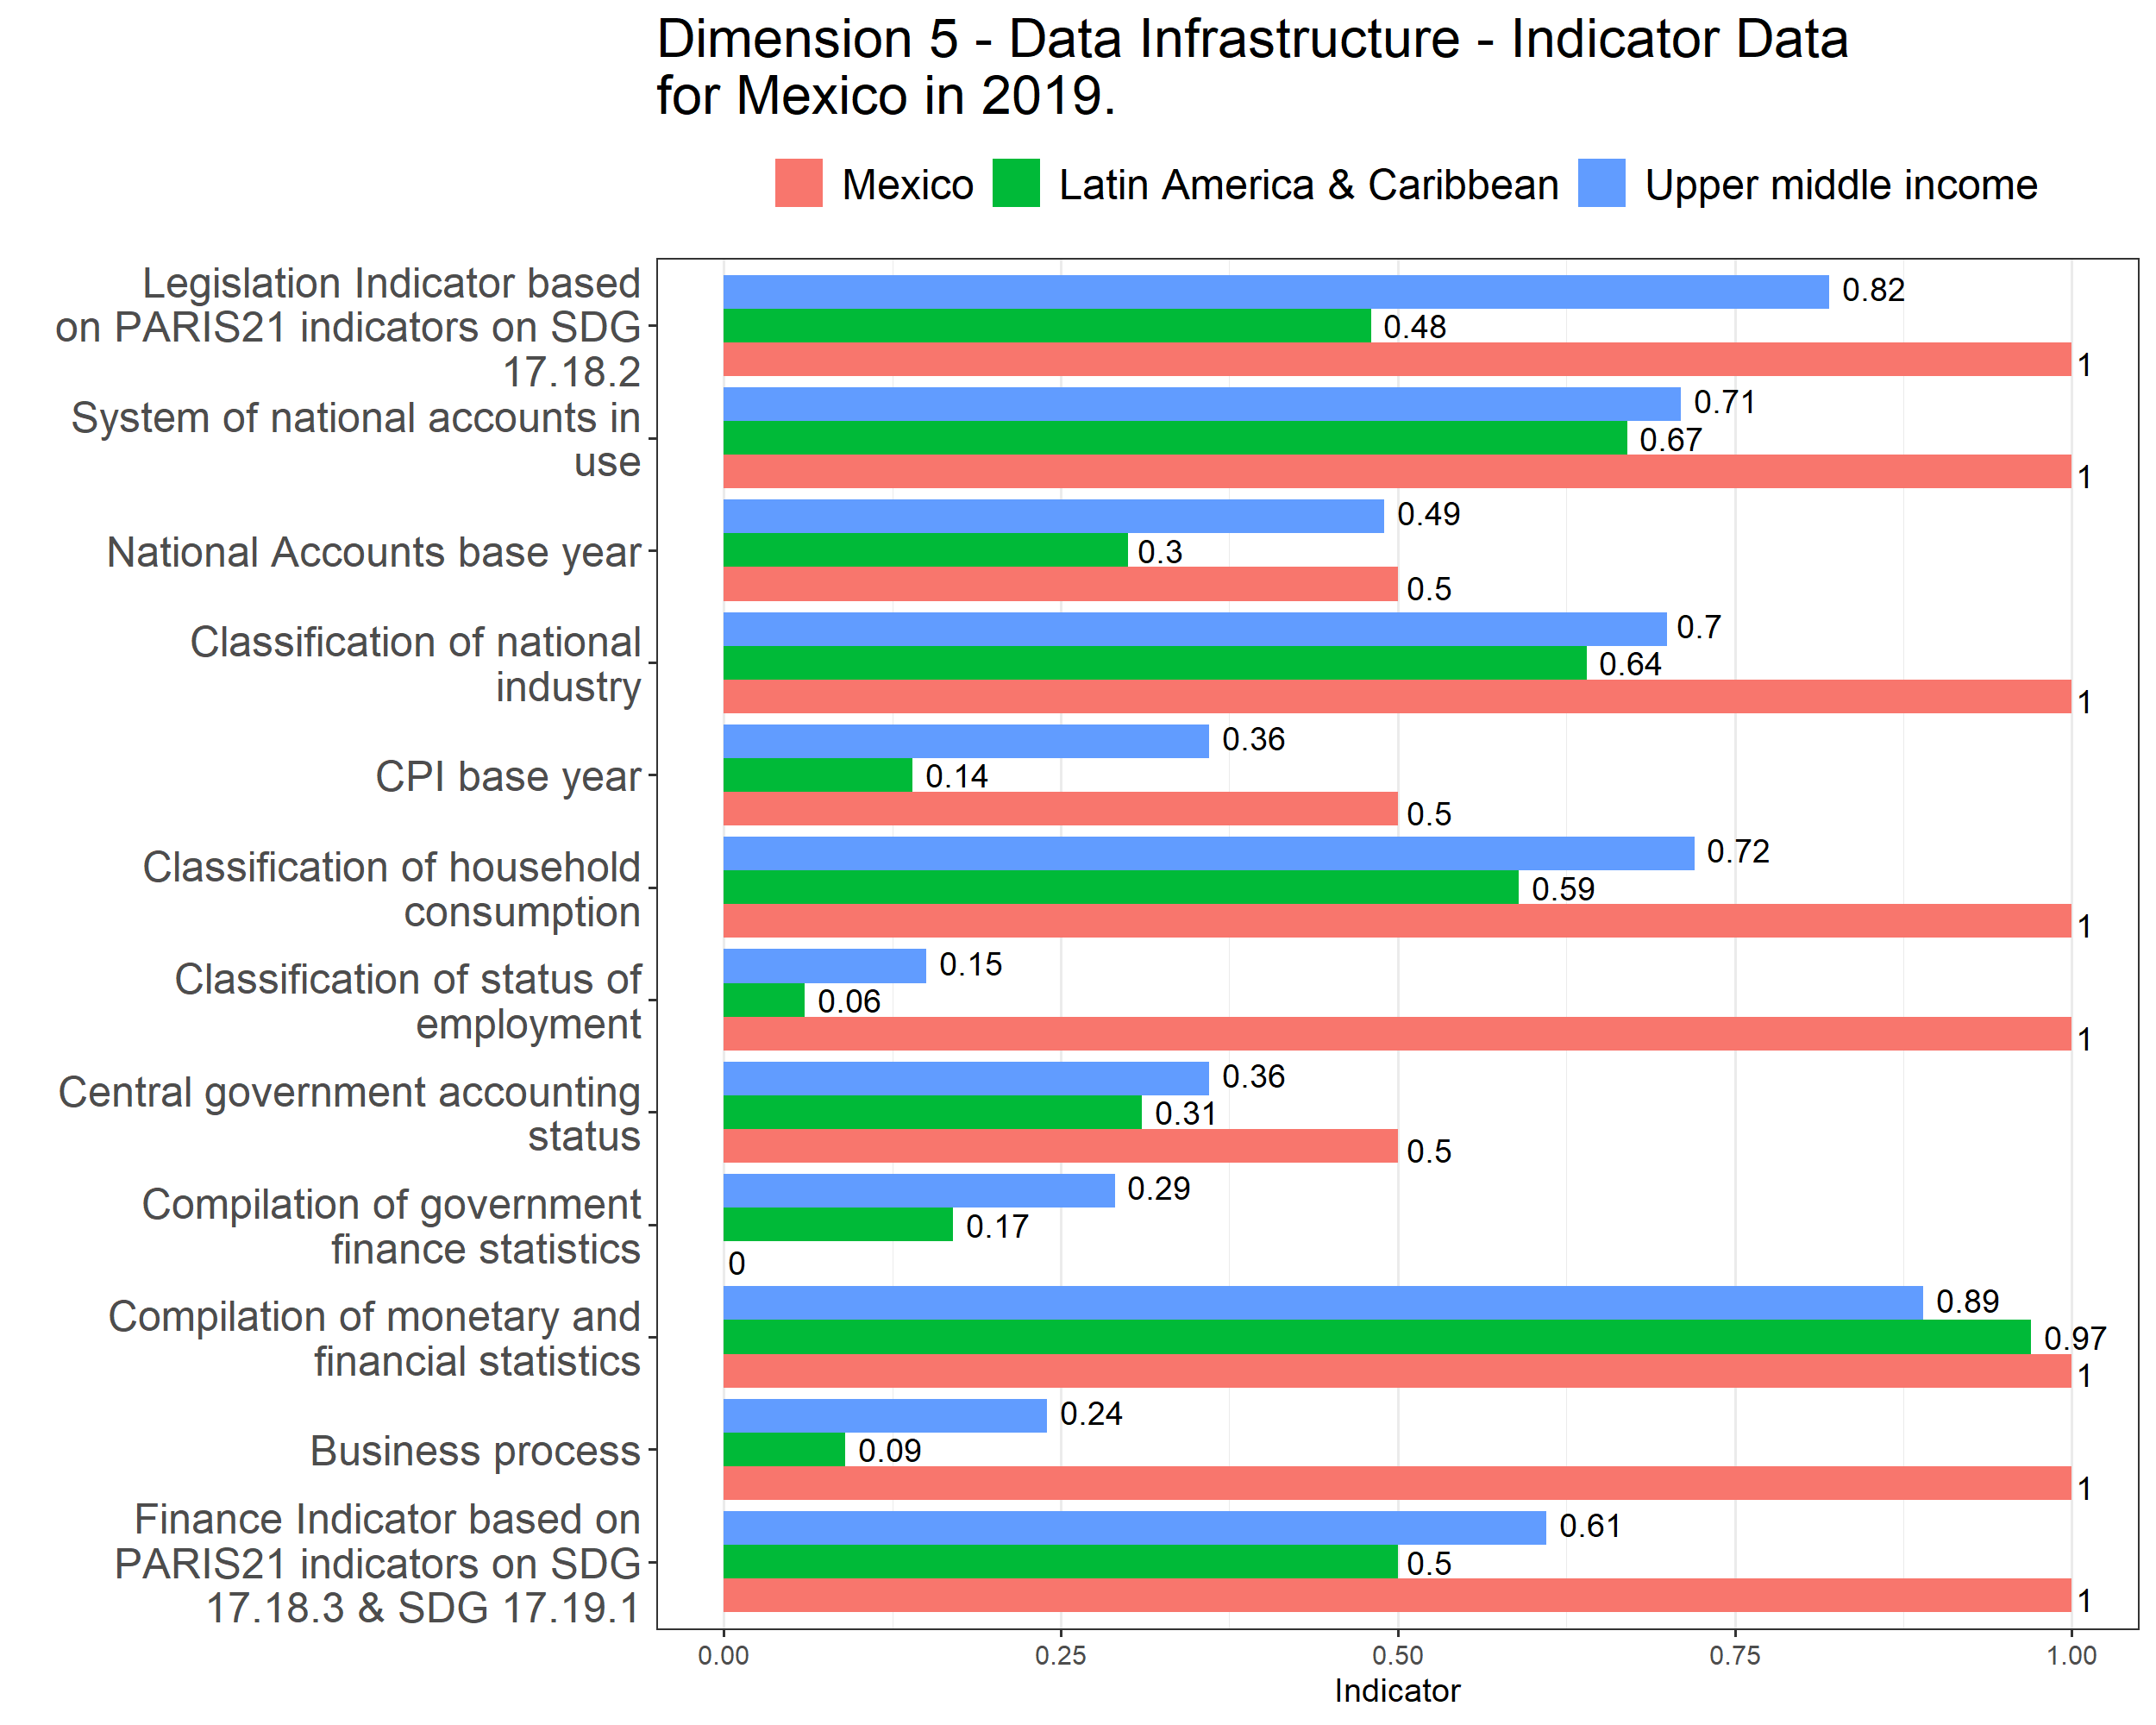 Dimension 5 - Data Infrastructure - Indicator Data
for Mexico in 2019.
Mexico Latin America & Caribbean Upper middle income
Legislation Indicator based
on PARIS21 indicators on SDG
17.18.2
0.82
0.48
1
System of national accounts in
use
0.71
0.67
1
National Accounts base year
0.49
0.3
0.5
Classification of national
industry
0.7
0.64
1
CPI base year
0.36
0.14
0.5
Classification of household
consumption
0.72
0.59
1
Classification of status of
employment
0.15
0.06
1
Central government accounting
status
0.36
0.31
0.5
Compilation of government
finance statistics
0.29
0.17
0
Compilation of monetary and
financial statistics
0.89
0.97
1
Business process
0.24
0.09
1
Finance Indicator based on
PARIS21 indicators on SDG
17.18.3 & SDG 17.19.1
0.61
0.5
1
0.00 0.25 0.50 0.75 1.00
Indicator